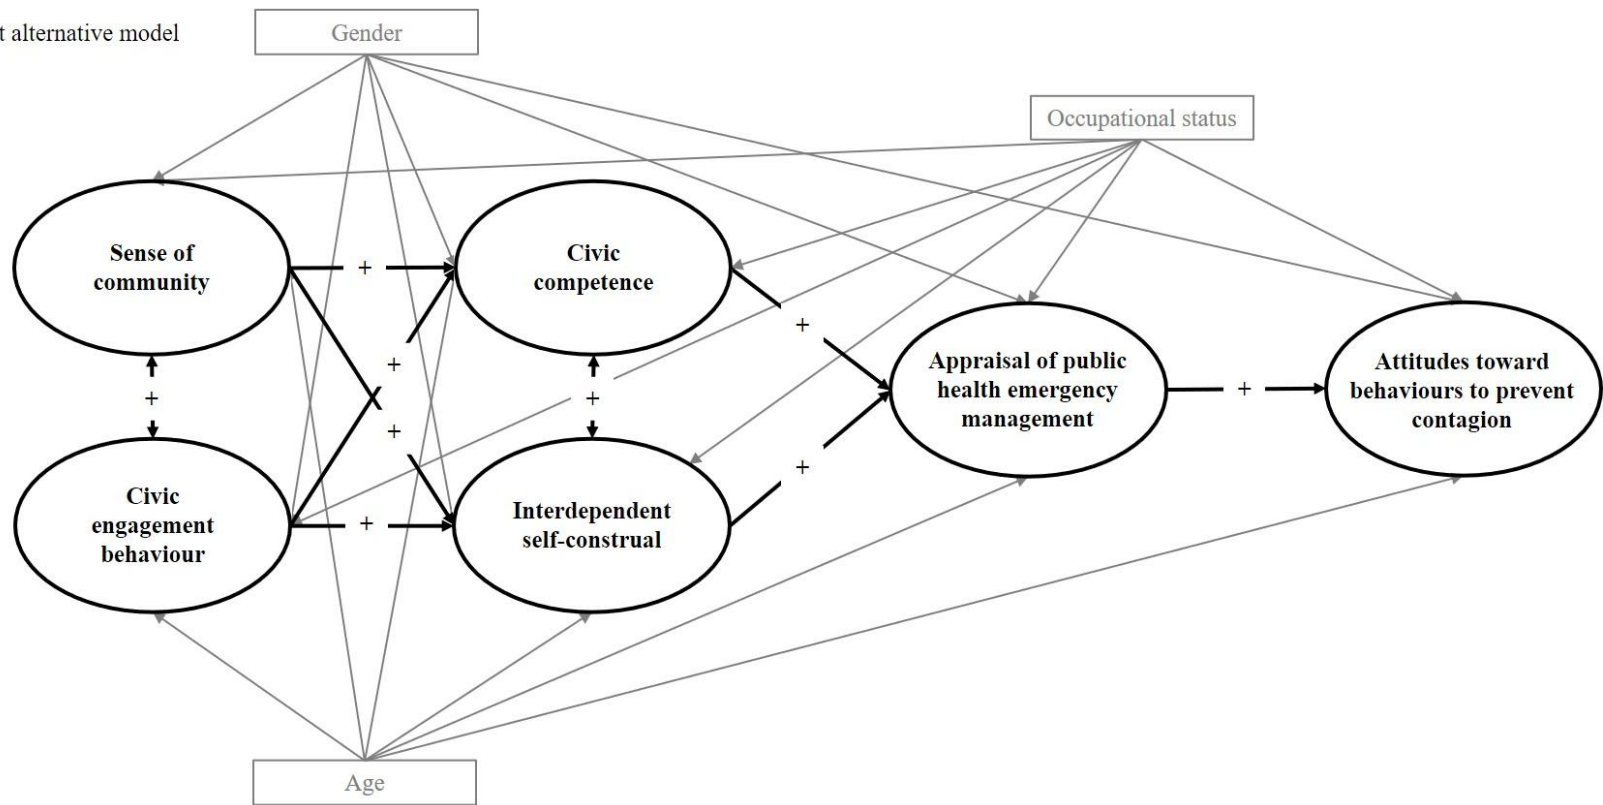 t alternative model
Gender
Occupational status
Sense of
community
+
Civic
competence
+
+
+
+
+
Appraisal of public
health emergency
management
+
Attitudes toward
behaviours to prevent
contagion
+
+
Civic
engagement
behaviour
+
Interdependent
self-construal
Age